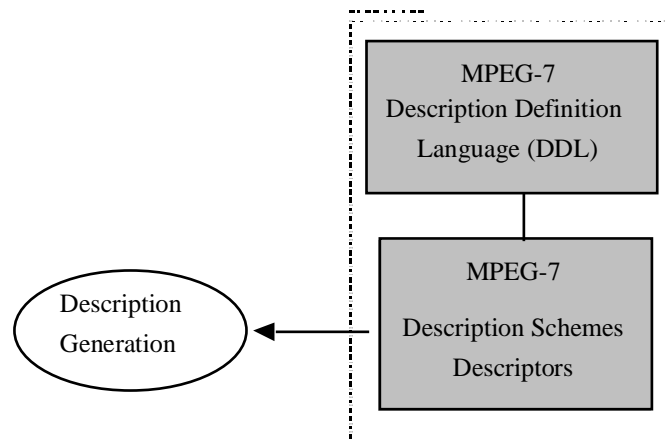 MPEG-7
Description Definition
Language (DDL)
MPEG-7
Description Schemes
Descriptors
Description
Generation